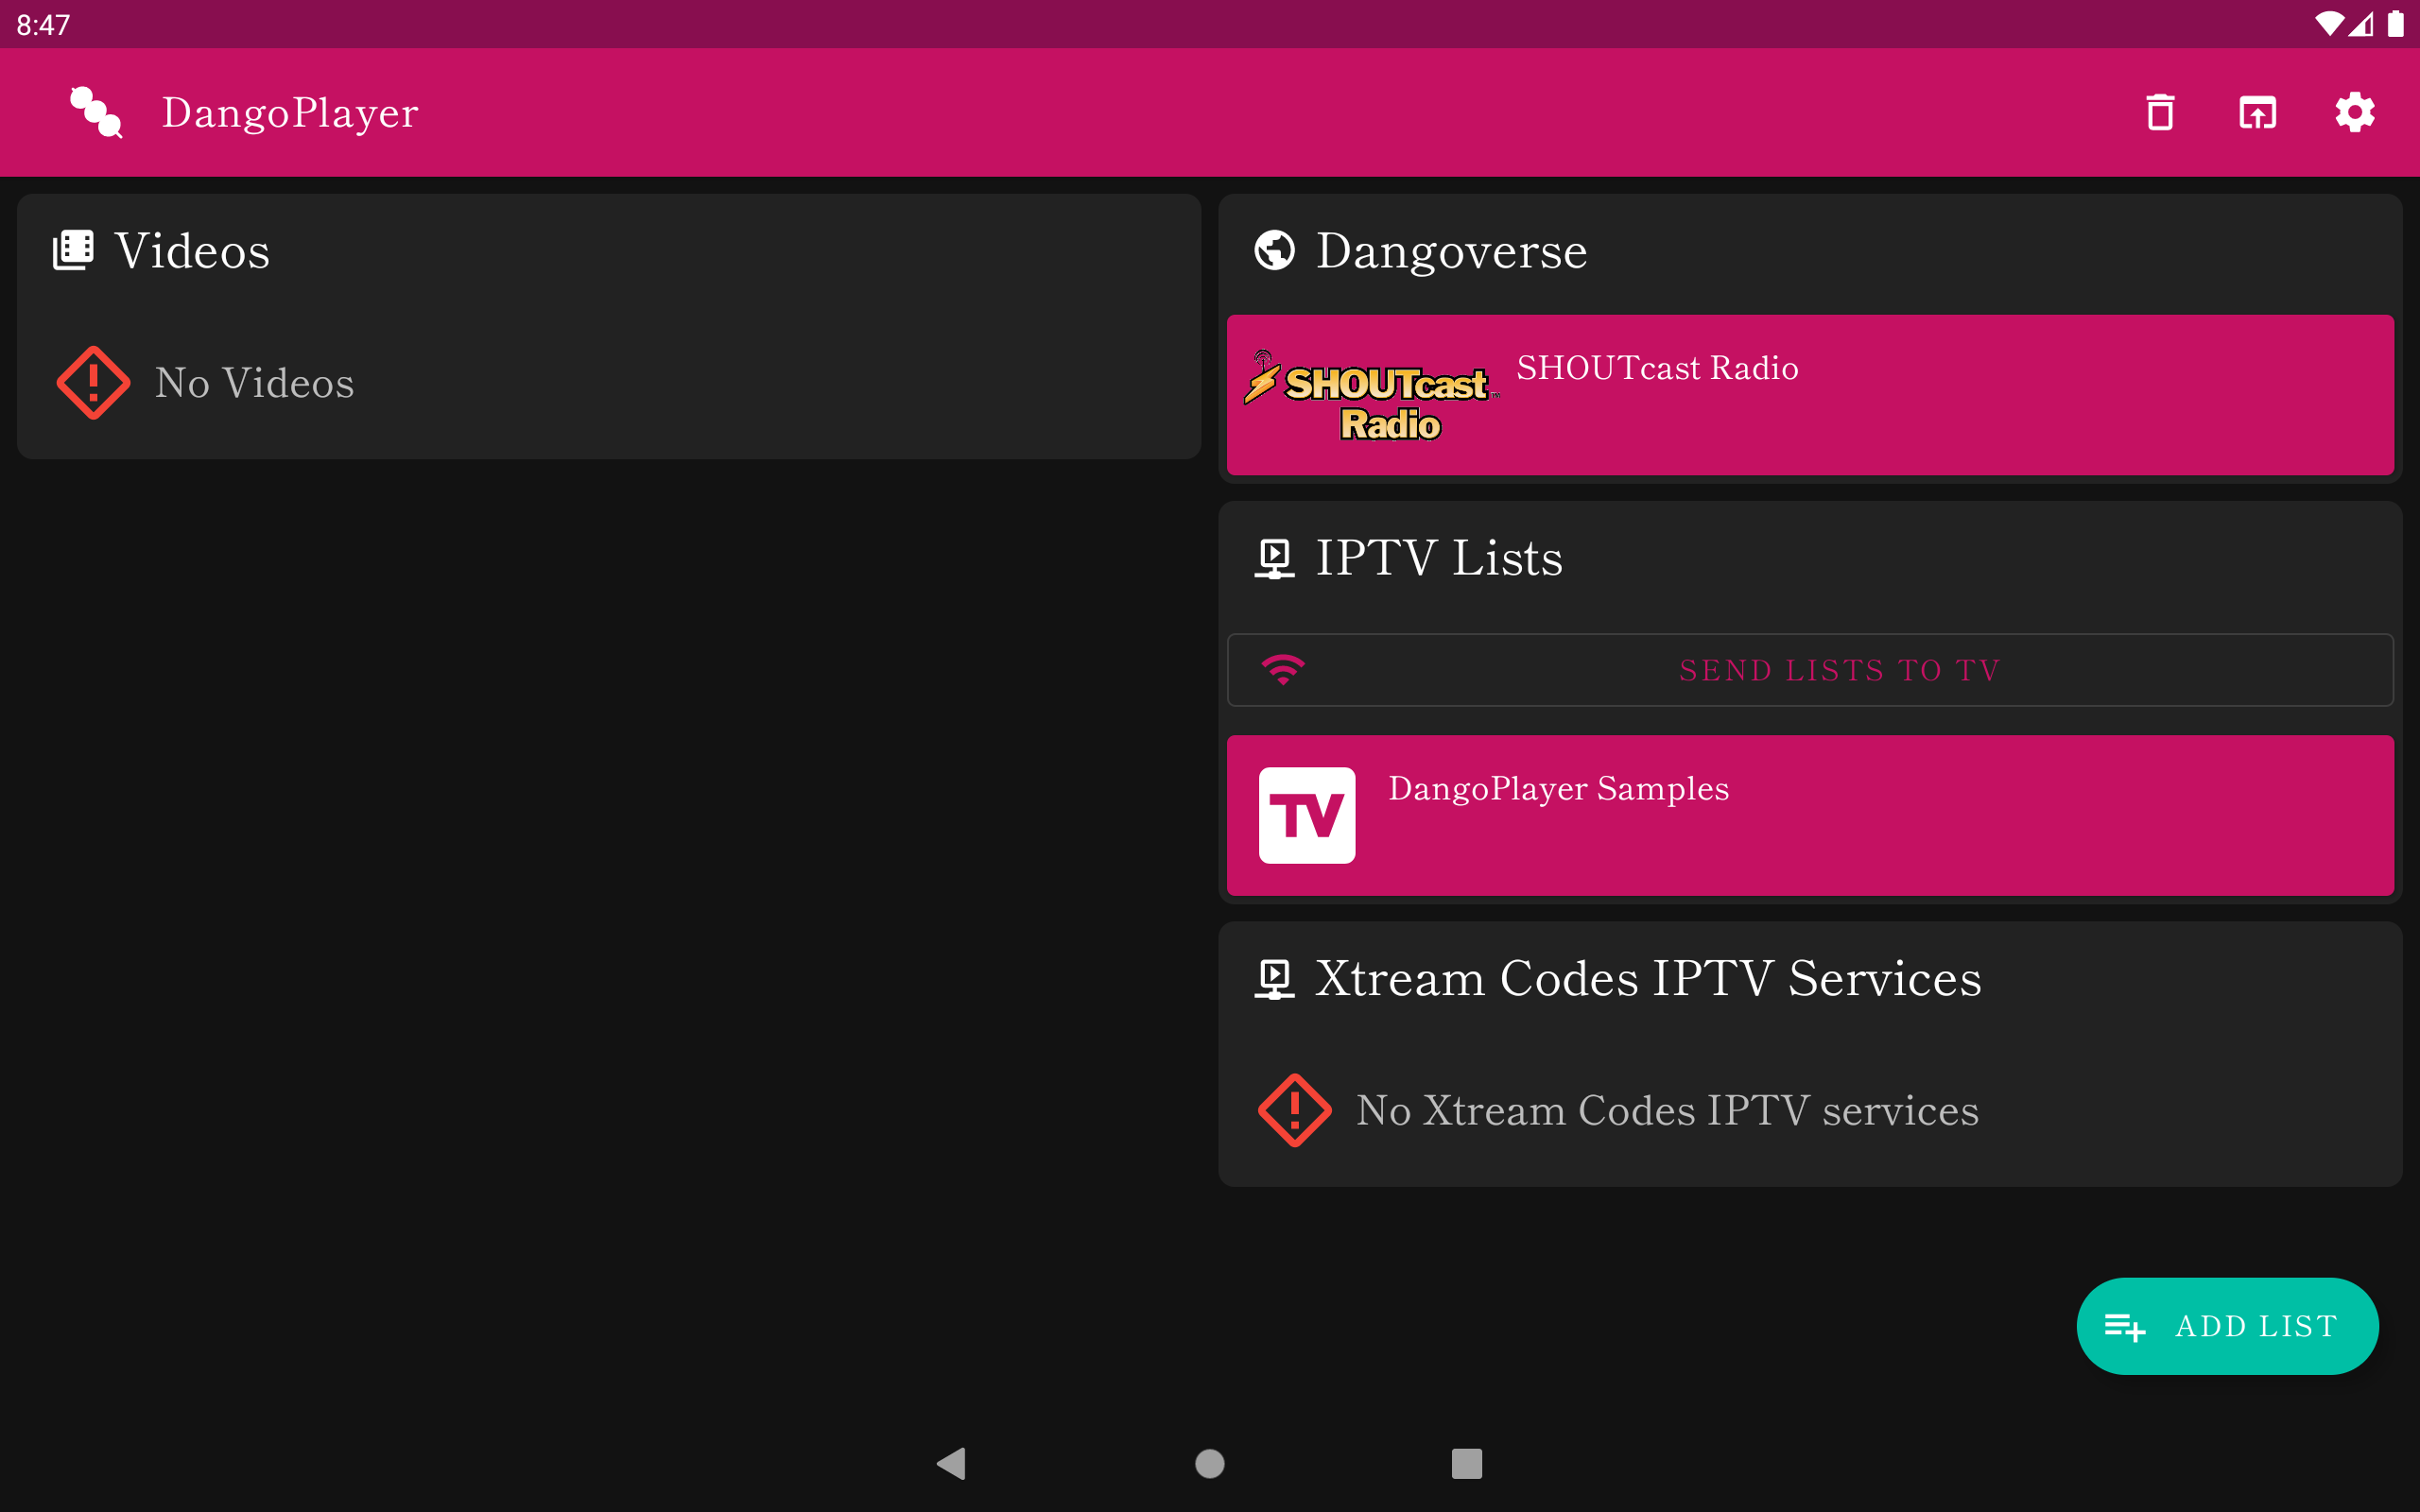 8:47
DangoPlayer
Videos
No Videos
Dangoverse
SHOUTcast
Radio
SHOUTcast Radio
IPTV Lists
SEND LISTS TO TV
TV
DangoPlayer Samples
Xtream Codes IPTV Services
No Xtream Codes IPTV services
ADD LIST